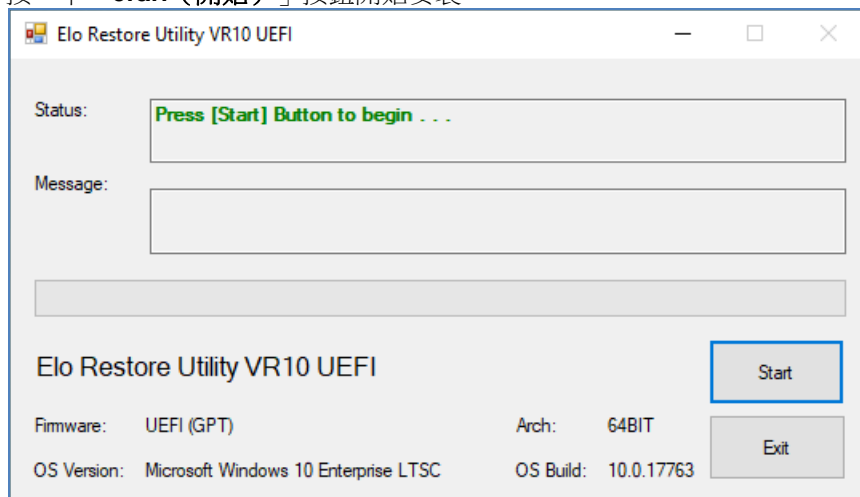 Elo Restore Utility VR10 UEFI
Status:
Press [Start] Button to begin . . .
Message:
Elo Restore Utility VR10 UEFI
Start
Firmware: UEFI (GPT) Arch: 64BIT
Exit
OS Version: Microsoft Windows 10 Enterprise LTSC OS Build: 10.0.17763